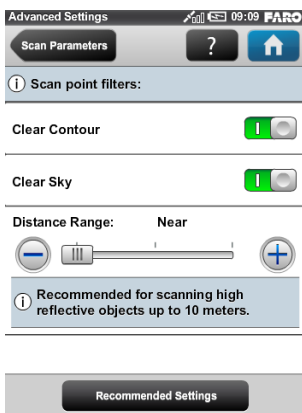 Advanced Settings 09:09 FARO
Scan Parameters ?
i Scan point filters:
Clear Contour
Clear Sky
Distance Range: Near
i Recommended for scanning high
reflective objects up to 10 meters.
Recommended Settings